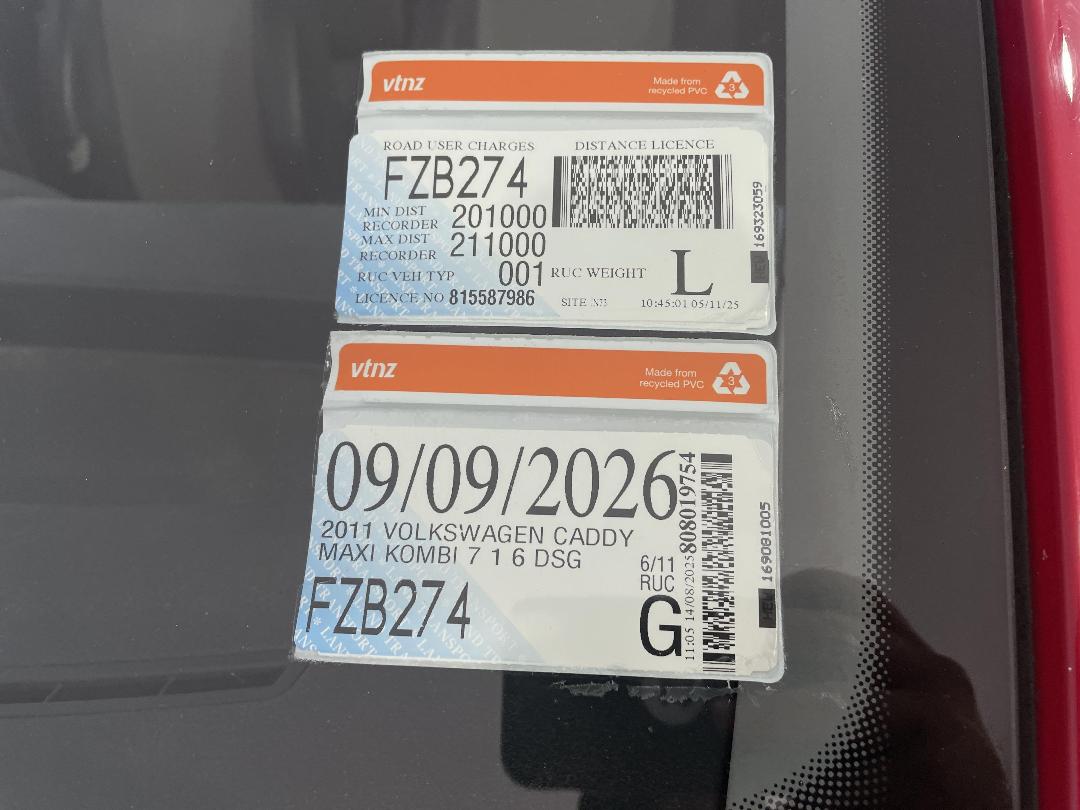 vtnz
Made from
recycled PVC
3
ROAD USER CHARGES DISTANCE LICENCE
FZB274
MIN DIST
RECORDER 201000
MAX DIST
RECORDER 211000
RUC VEH TYP 001 RUC WEIGHT L
LICENCE NO 815587986 SITE N73 10:45:01 05/11/25
169323059
vtnz
Made from
recycled PVC
3
09/09/2026
2011 VOLKSWAGEN CADDY
MAXI KOMBI 7 1 6 DSG
6/11
RUC
FZB274 G
11:05 14/08/2025 808019754
169081005